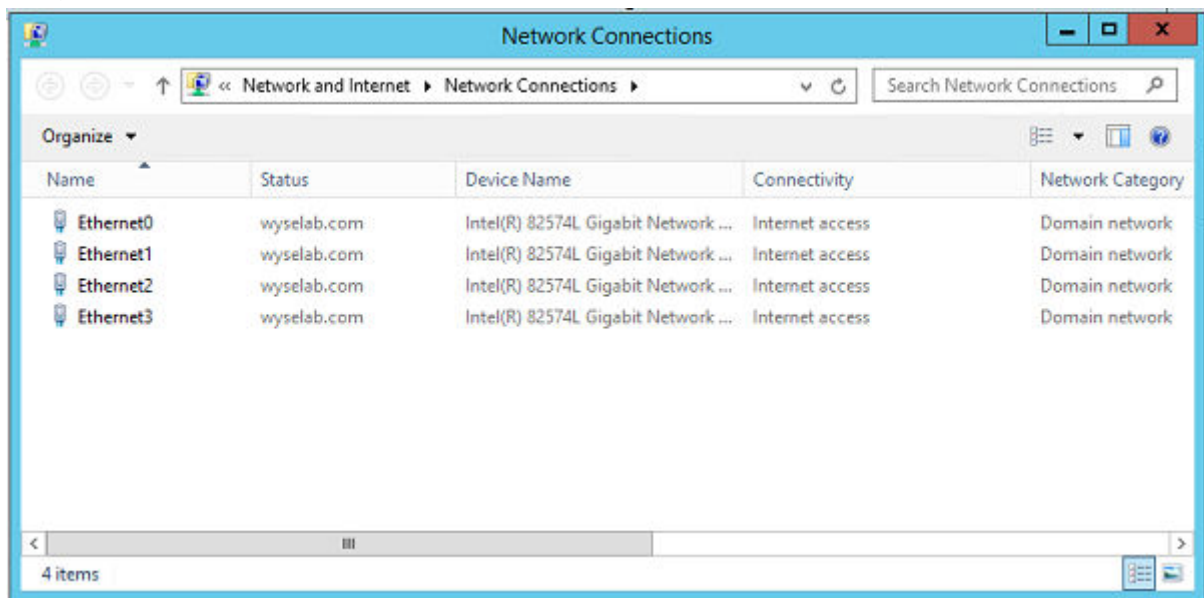 Network Connections
« Network and Internet ▸ Network Connections ▸ Search Network Connections
Organize
Name Status Device Name Connectivity Network Category
Ethernet0 wyselab.com Intel(R) 82574L Gigabit Network ... Internet access Domain network
Ethernet1 wyselab.com Intel(R) 82574L Gigabit Network ... Internet access Domain network
Ethernet2 wyselab.com Intel(R) 82574L Gigabit Network ... Internet access Domain network
Ethernet3 wyselab.com Intel(R) 82574L Gigabit Network ... Internet access Domain network
4 items